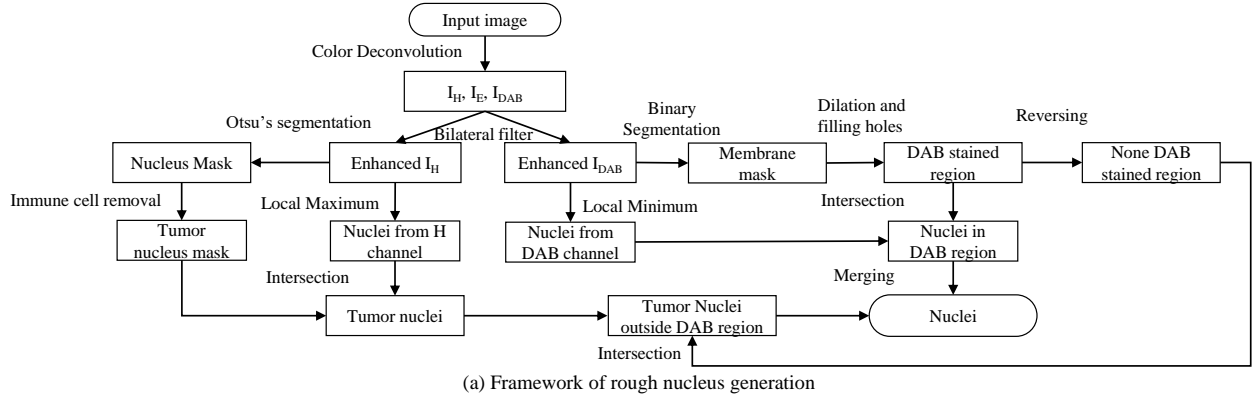 Input image
Color Deconvolution
I_H, I_E, I_DAB
Otsu's segmentation
Bilateral filter
Binary
Segmentation
Dilation and
filling holes
Reversing
Nucleus Mask
Enhanced I_H
Enhanced I_DAB
Membrane
mask
DAB stained
region
None DAB
stained region
Immune cell removal
Local Maximum
Local Minimum
Intersection
Tumor
nucleus mask
Nuclei from H
channel
Nuclei from
DAB channel
Nuclei in
DAB region
Intersection
Merging
Tumor nuclei
Tumor Nuclei
outside DAB region
Nuclei
Intersection
(a) Framework of rough nucleus generation